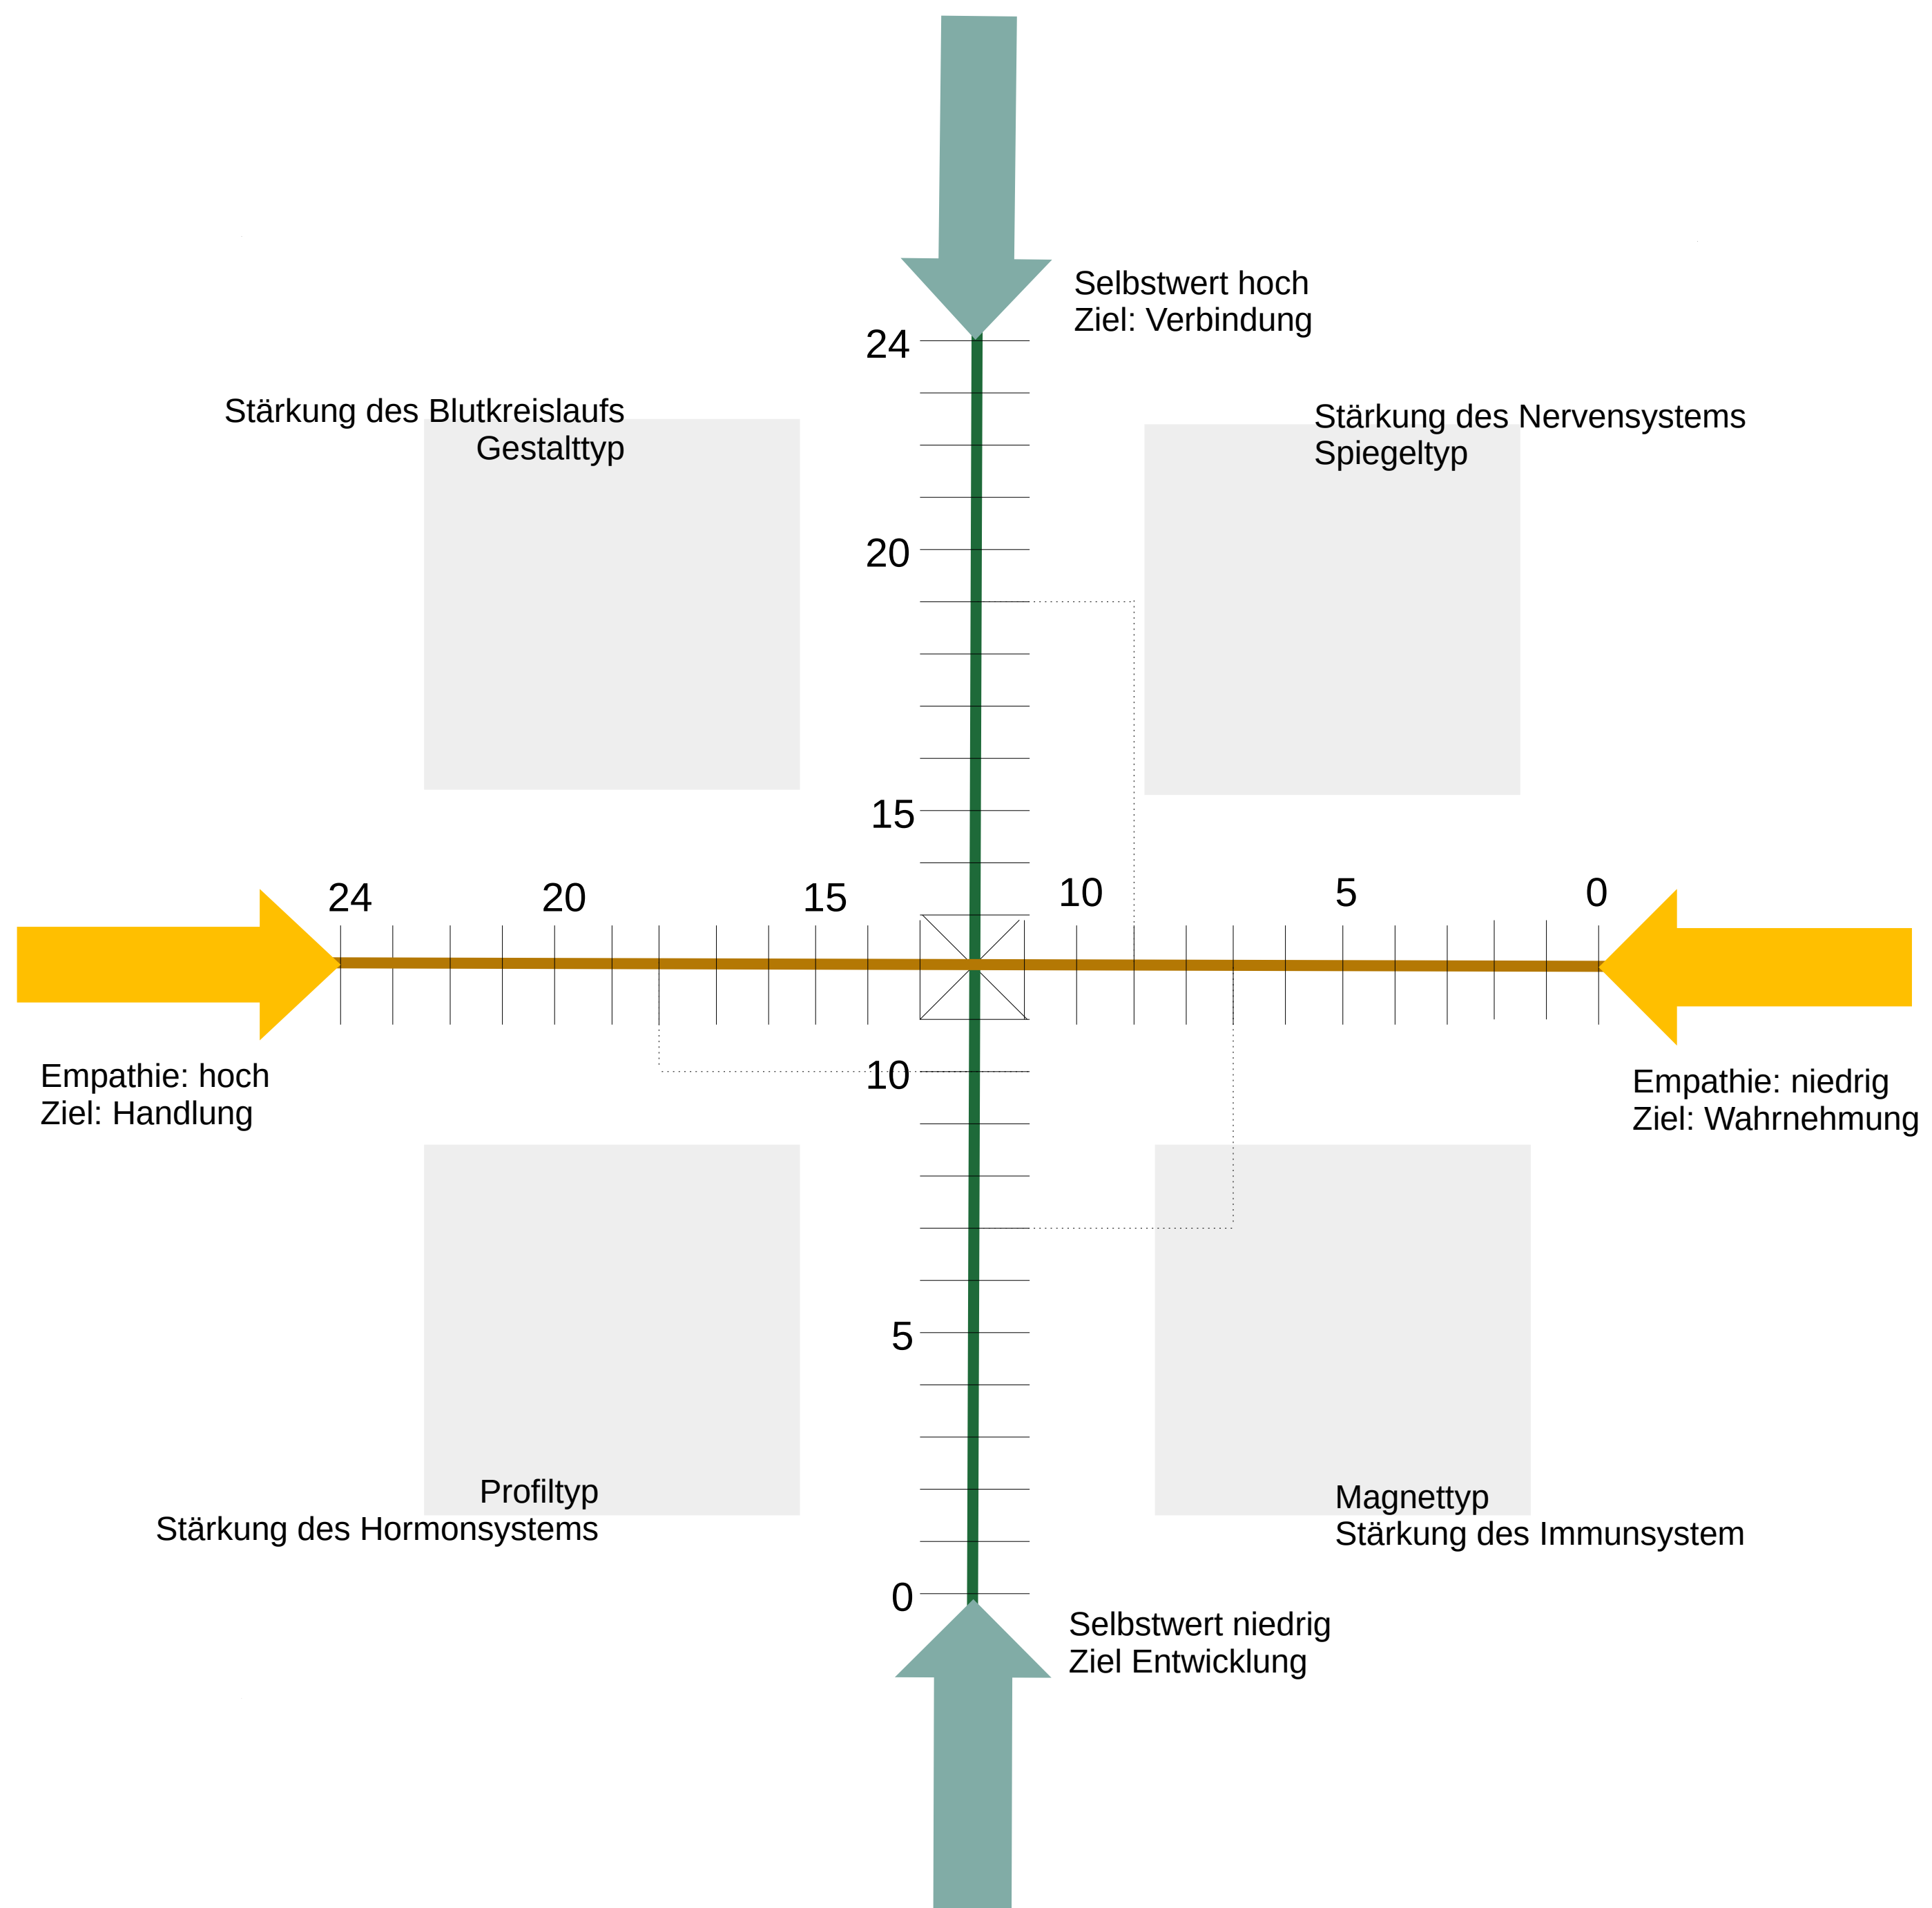 Selbstwert hoch
Ziel: Verbindung
24
Stärkung des Blutkreislaufs
Gestalttyp
Stärkung des Nervensystems
Spiegeltyp
20
15
24 20 15 10 5 0
10
Empathie: hoch
Ziel: Handlung
Empathie: niedrig
Ziel: Wahrnehmung
5
Profiltyp
Stärkung des Hormonsystems
Magnettyp
Stärkung des Immunsystem
0
Selbstwert niedrig
Ziel Entwicklung